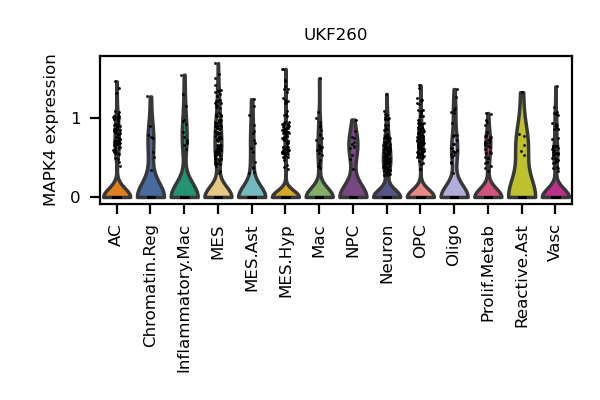 UKF260
MAPK4 expression
1
0
AC
Chromatin.Reg
Inflammatory.Mac
MES
MES.Ast
MES.Hyp
Mac
NPC
Neuron
OPC
Oligo
Prolif.Metab
Reactive.Ast
Vasc